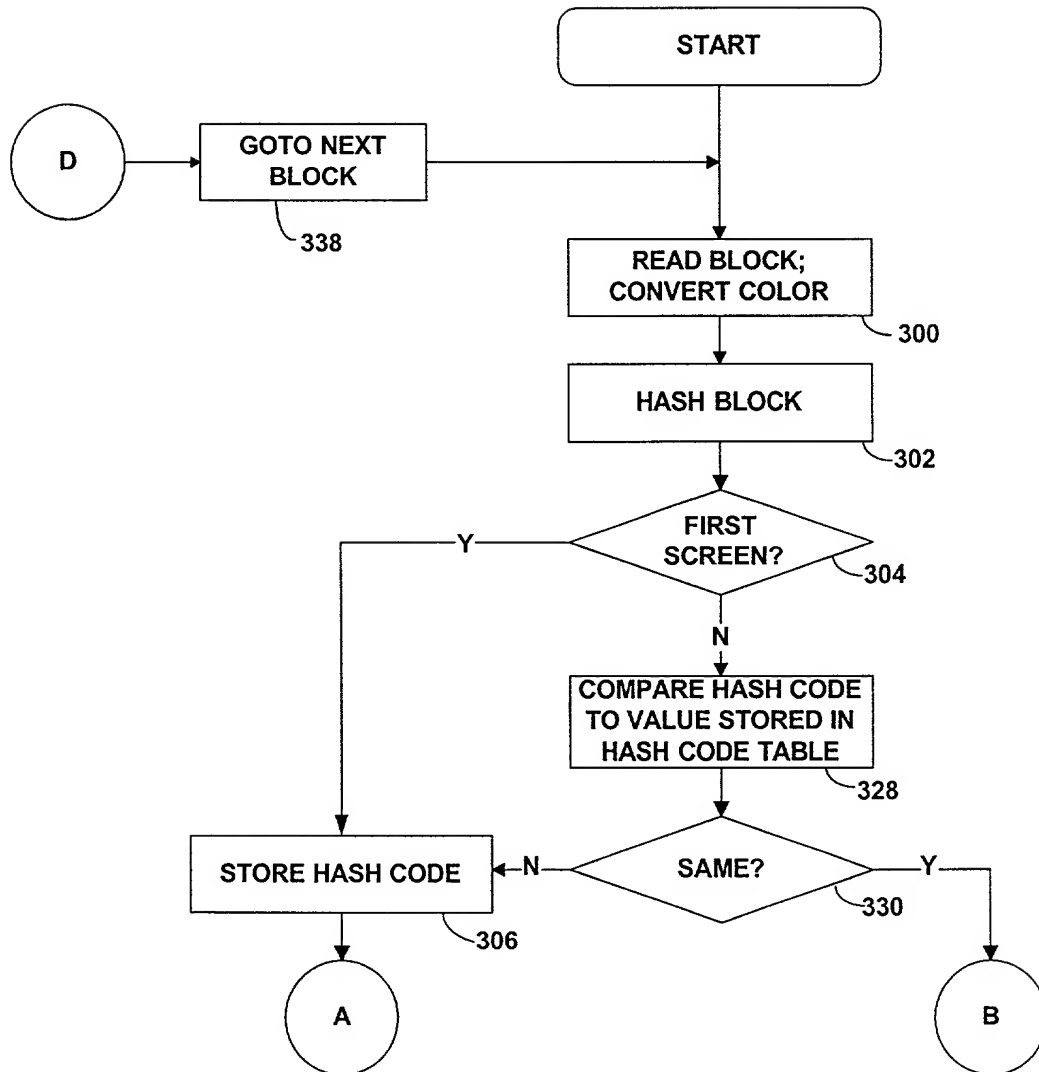 START
D
GOTO NEXT
BLOCK
338
READ BLOCK;
CONVERT COLOR
300
HASH BLOCK
302
FIRST
SCREEN?
304
Y
N
COMPARE HASH CODE
TO VALUE STORED IN
HASH CODE TABLE
328
STORE HASH CODE
306
N
SAME?
330
Y
A
B